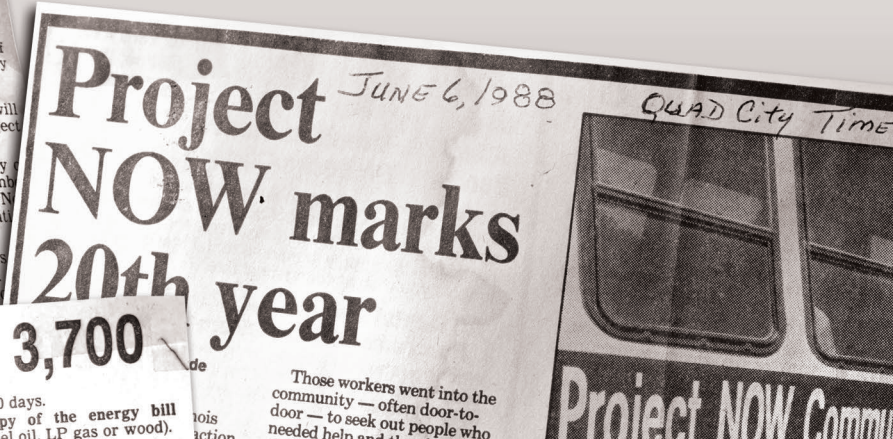 Project
NOW marks
20th year
JUNE 6, 1988
QUAD City TIME
3,700
days.
of the energy bill
oil, LP gas or wood).
Those workers went into the
community — often door-to-
door — to seek out people who
needed help and
Project NOW Commu